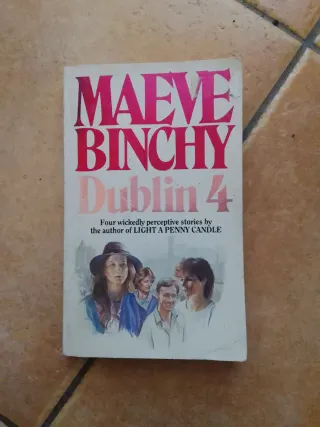 MAEVE
BINCHY
Dublin 4
Four wickedly perceptive stories by
the author of LIGHT A PENNY CANDLE